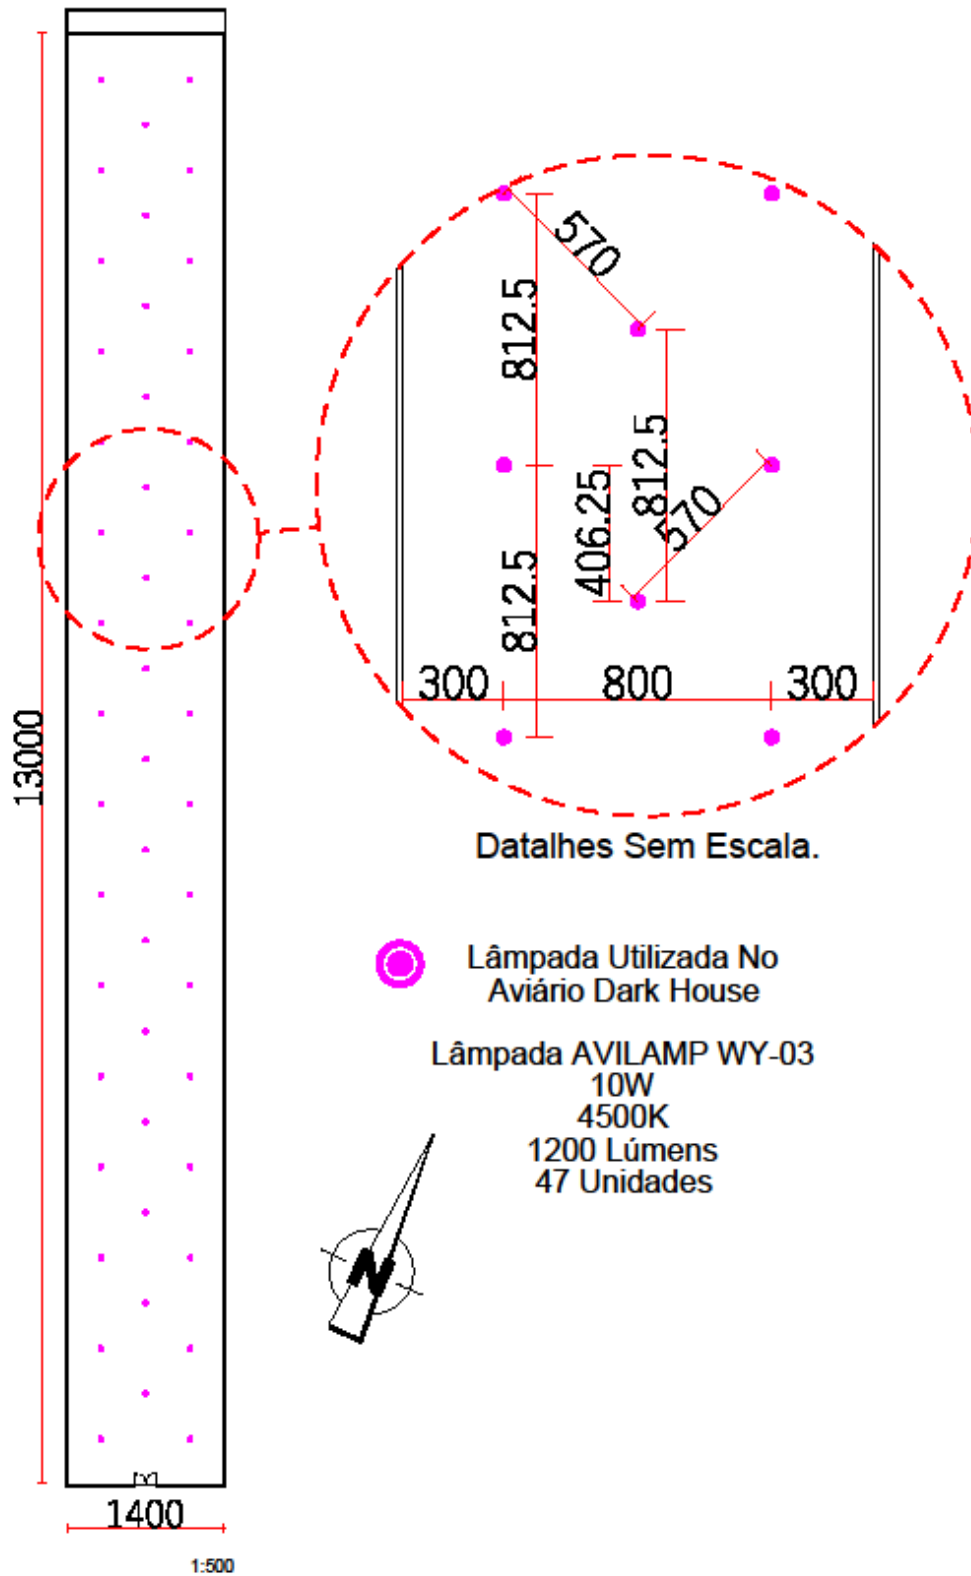 570
812.5
812.5
406.25
570
812.5
300 800 300
13000
Datalhes Sem Escala.
Lâmpada Utilizada No
Aviário Dark House
Lâmpada AVILAMP WY-03
10W
4500K
1200 Lúmens
47 Unidades
N
1400
1:500